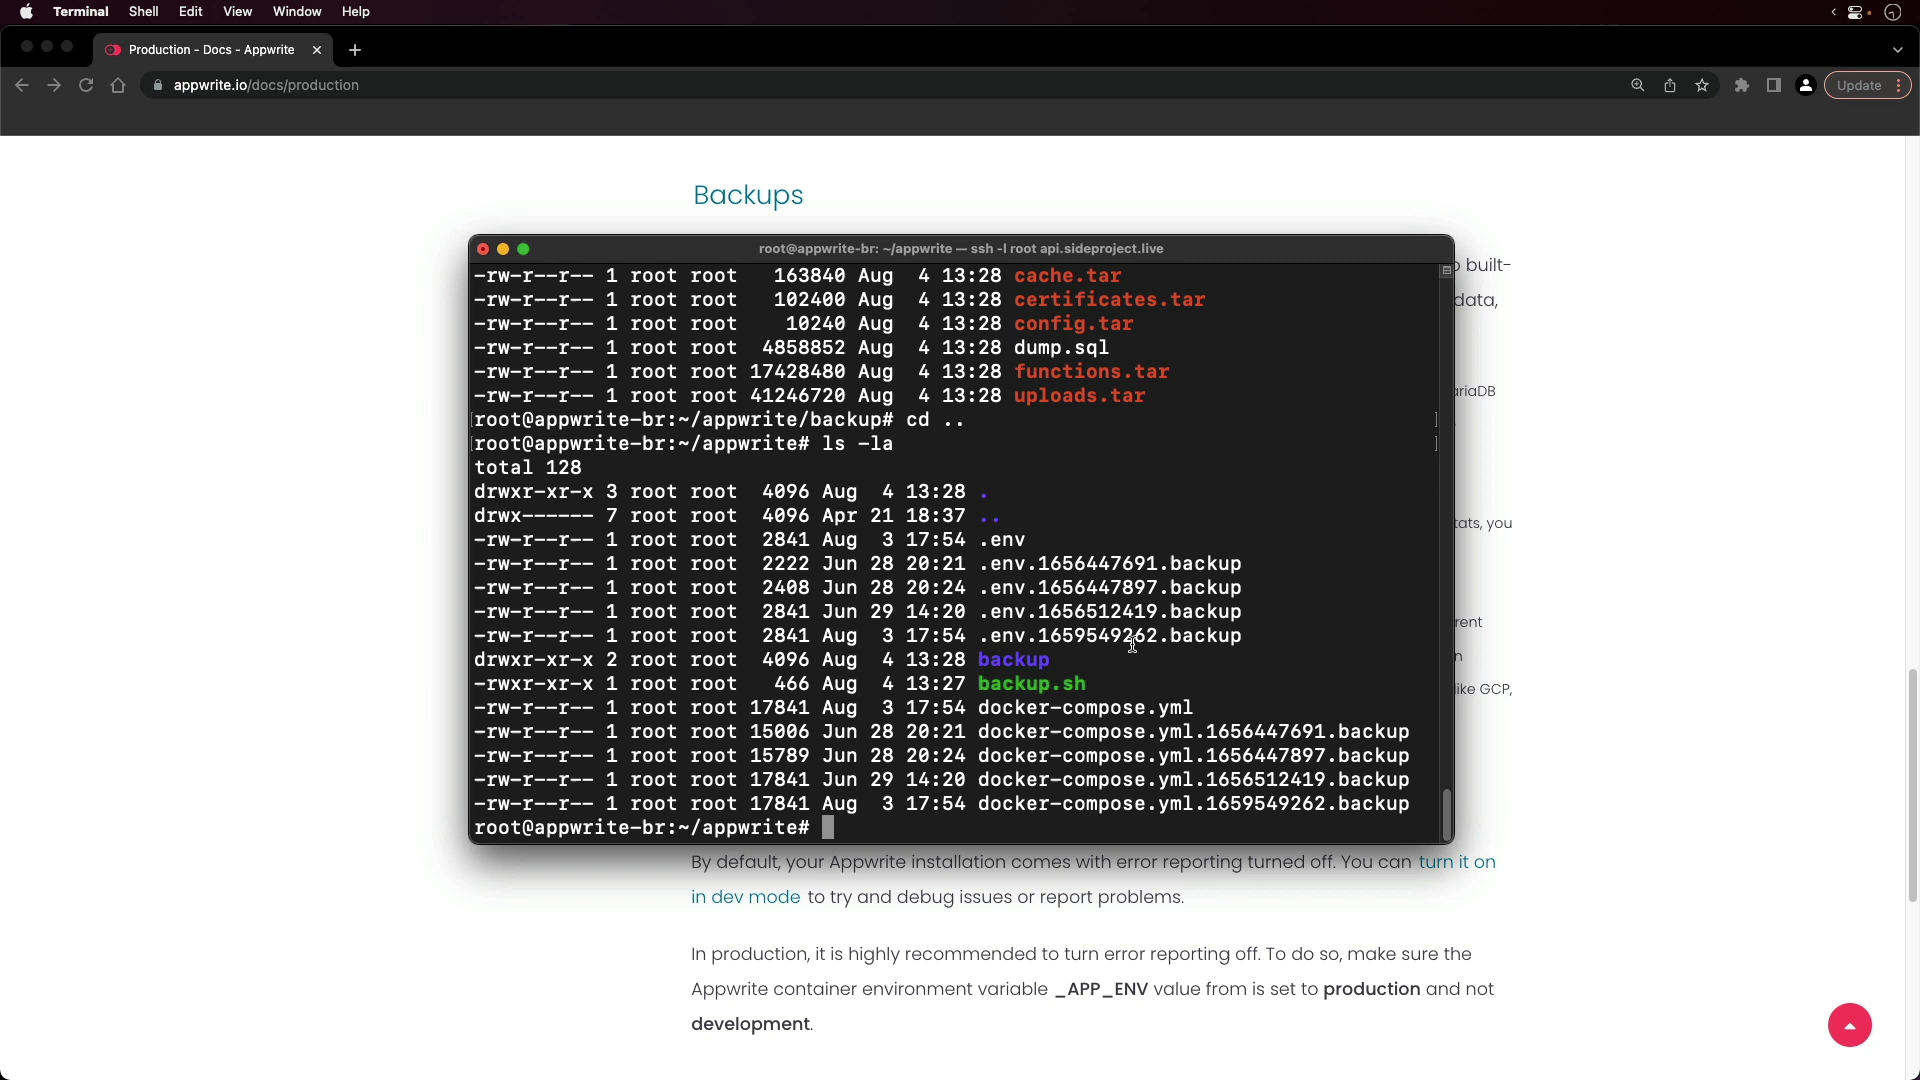 Terminal Shell Edit View Window Help
Production - Docs - Appwrite
appwrite.io/docs/production
Update
Backups
root@appwrite-br: ~/appwrite — ssh -l root api.sideproject.live
-rw-r--r-- 1 root root 163840 Aug 4 13:28 cache.tar
-rw-r--r-- 1 root root 102400 Aug 4 13:28 certificates.tar
-rw-r--r-- 1 root root 10240 Aug 4 13:28 config.tar
-rw-r--r-- 1 root root 4858852 Aug 4 13:28 dump.sql
-rw-r--r-- 1 root root 17428480 Aug 4 13:28 functions.tar
-rw-r--r-- 1 root root 41246720 Aug 4 13:28 uploads.tar
[root@appwrite-br:~/appwrite/backup# cd .. ]
[root@appwrite-br:~/appwrite# ls -la ]
total 128
drwxr-xr-x 3 root root 4096 Aug 4 13:28 .
drwx------ 7 root root 4096 Apr 21 18:37 ..
-rw-r--r-- 1 root root 2841 Aug 3 17:54 .env
-rw-r--r-- 1 root root 2222 Jun 28 20:21 .env.1656447691.backup
-rw-r--r-- 1 root root 2408 Jun 28 20:24 .env.1656447897.backup
-rw-r--r-- 1 root root 2841 Jun 29 14:20 .env.1656512419.backup
-rw-r--r-- 1 root root 2841 Aug 3 17:54 .env.1659549262.backup
drwxr-xr-x 2 root root 4096 Aug 4 13:28 backup
-rwxr-xr-x 1 root root 466 Aug 4 13:27 backup.sh
-rw-r--r-- 1 root root 17841 Aug 3 17:54 docker-compose.yml
-rw-r--r-- 1 root root 15006 Jun 28 20:21 docker-compose.yml.1656447691.backup
-rw-r--r-- 1 root root 15789 Jun 28 20:24 docker-compose.yml.1656447897.backup
-rw-r--r-- 1 root root 17841 Jun 29 14:20 docker-compose.yml.1656512419.backup
-rw-r--r-- 1 root root 17841 Aug 3 17:54 docker-compose.yml.1659549262.backup
root@appwrite-br:~/appwrite#
built-
data,
tats, you
like GCP,
By default, your Appwrite installation comes with error reporting turned off. You can turn it on
in dev mode to try and debug issues or report problems.
In production, it is highly recommended to turn error reporting off. To do so, make sure the
Appwrite container environment variable _APP_ENV value from is set to production and not
development.